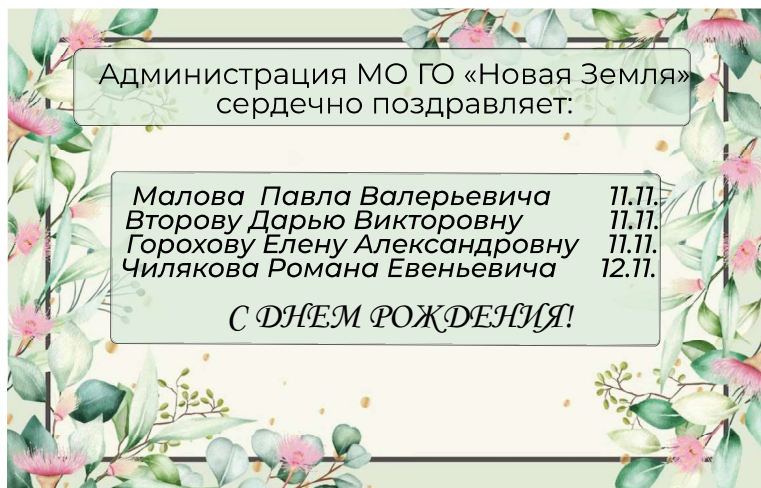 Администрация МО ГО «Новая Земля»
сердечно поздравляет:
Малова Павла Валерьевича 11.11.
Второву Дарью Викторовну 11.11.
Горохову Елену Александровну 11.11.
Чилякова Романа Евеньевича 12.11.
С ДНЕМ РОЖДЕНИЯ!